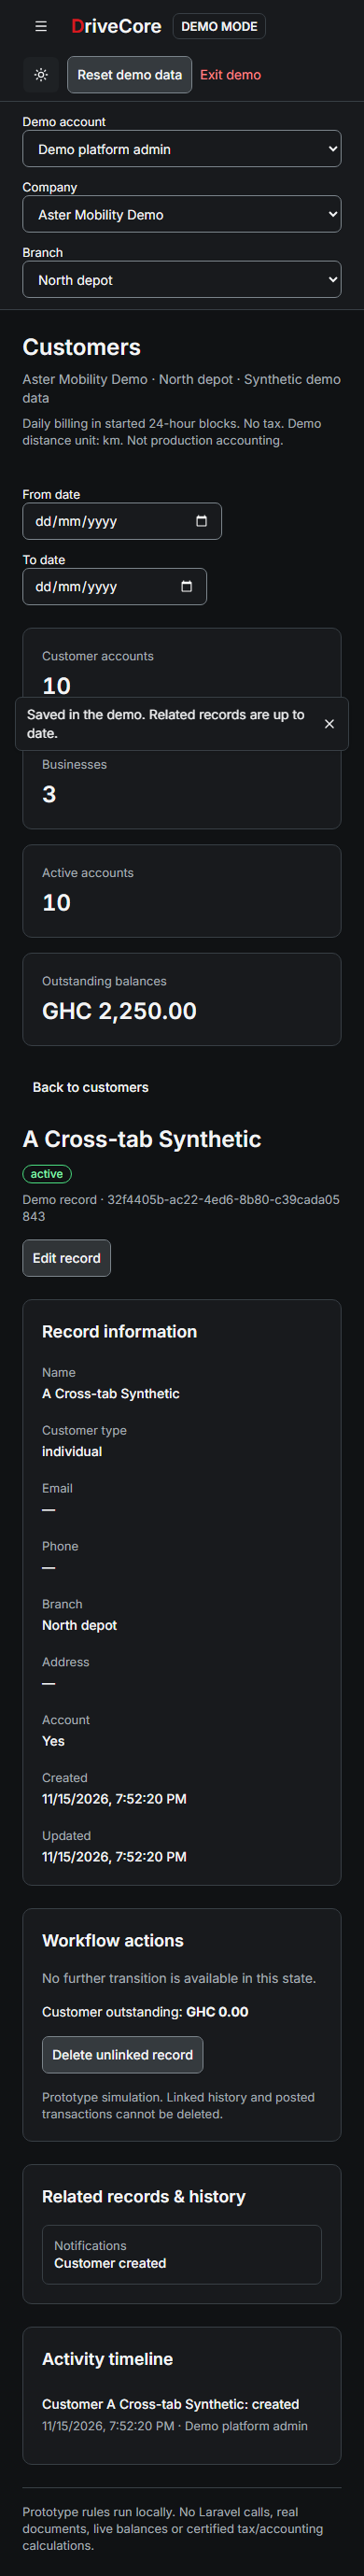 ☰ DriveCore DEMO MODE
Reset demo data Exit demo
Demo account
Demo platform admin
Company
Aster Mobility Demo
Branch
North depot
Customers
Aster Mobility Demo · North depot · Synthetic demo
data
Daily billing in started 24-hour blocks. No tax. Demo
distance unit: km. Not production accounting.
From date
dd/mm/yyyy
To date
dd/mm/yyyy
Customer accounts
10
Saved in the demo. Related records are up to
date.
Businesses
3
Active accounts
10
Outstanding balances
GHC 2,250.00
Back to customers
A Cross-tab Synthetic
active
Demo record · 32f4405b-ac22-4ed6-8b80-c39cada05
843
Edit record
Record information
Name
A Cross-tab Synthetic
Customer type
individual
Email
—
Phone
—
Branch
North depot
Address
—
Account
Yes
Created
11/15/2026, 7:52:20 PM
Updated
11/15/2026, 7:52:20 PM
Workflow actions
No further transition is available in this state.
Customer outstanding: GHC 0.00
Delete unlinked record
Prototype simulation. Linked history and posted
transactions cannot be deleted.
Related records & history
Notifications
Customer created
Activity timeline
Customer A Cross-tab Synthetic: created
11/15/2026, 7:52:20 PM · Demo platform admin
Prototype rules run locally. No Laravel calls, real
documents, live balances or certified tax/accounting
calculations.